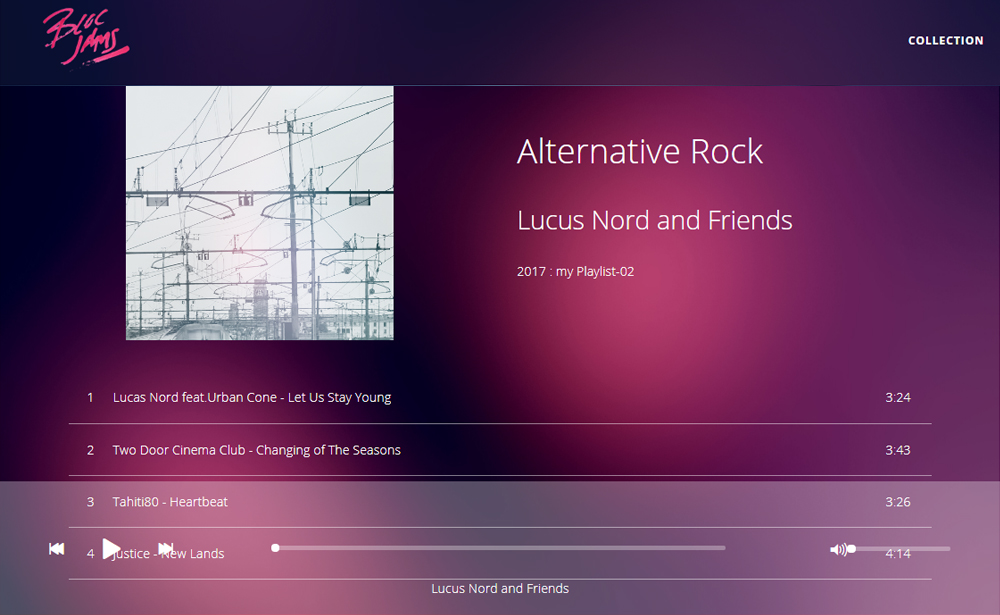 BLOC
JAMS
COLLECTION
Alternative Rock
Lucus Nord and Friends
2017 : my Playlist-02
1 Lucas Nord feat.Urban Cone - Let Us Stay Young 3:24
2 Two Door Cinema Club - Changing of The Seasons 3:43
3 Tahiti80 - Heartbeat 3:26
4 Justice - New Lands 4:14
Lucus Nord and Friends